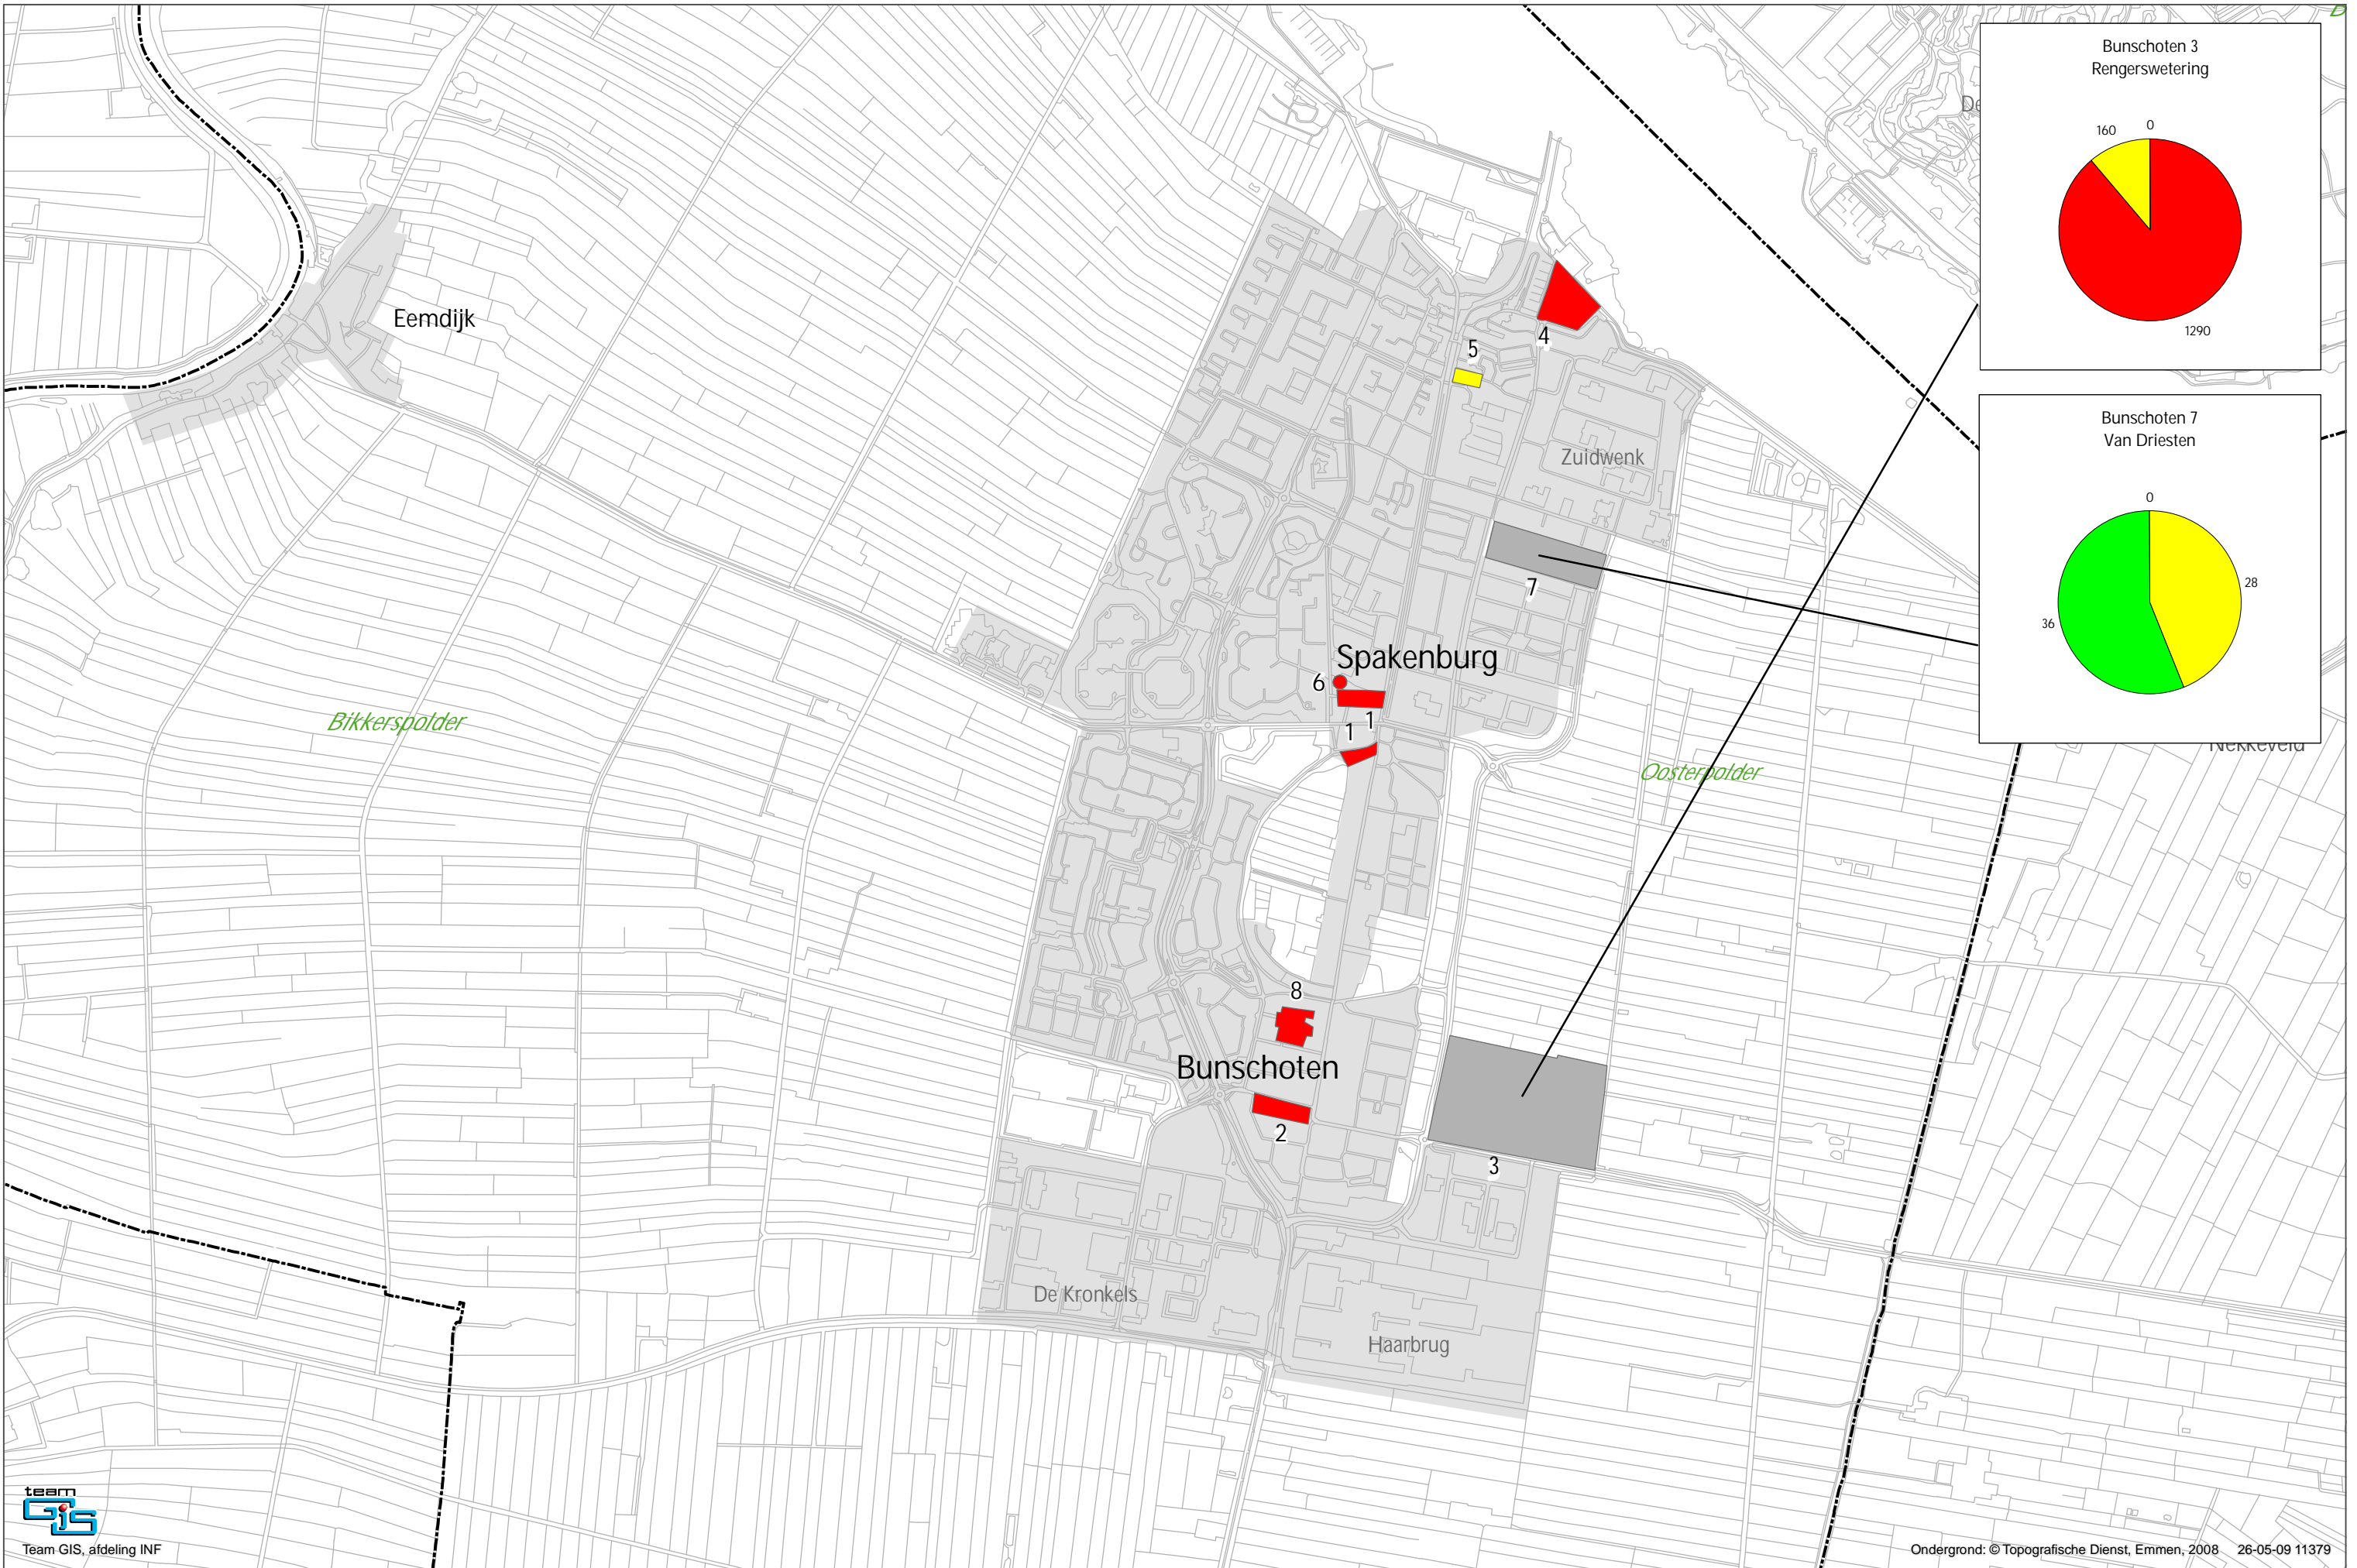 Bunschoten 3
Rengerswetering
160
0
1290
Bunschoten 7
Van Driesten
0
28
36
De
Eemdijk
4
5
Zuidwenk
7
Spakenburg
6
1
1
Bikkerspolder
Oosterpolder
Nekkeveld
8
Bunschoten
2
3
De Kronkels
Haarbrug
team
GIS
Team GIS, afdeling INF
Ondergrond: © Topografische Dienst, Emmen, 2008 26-05-09 11379